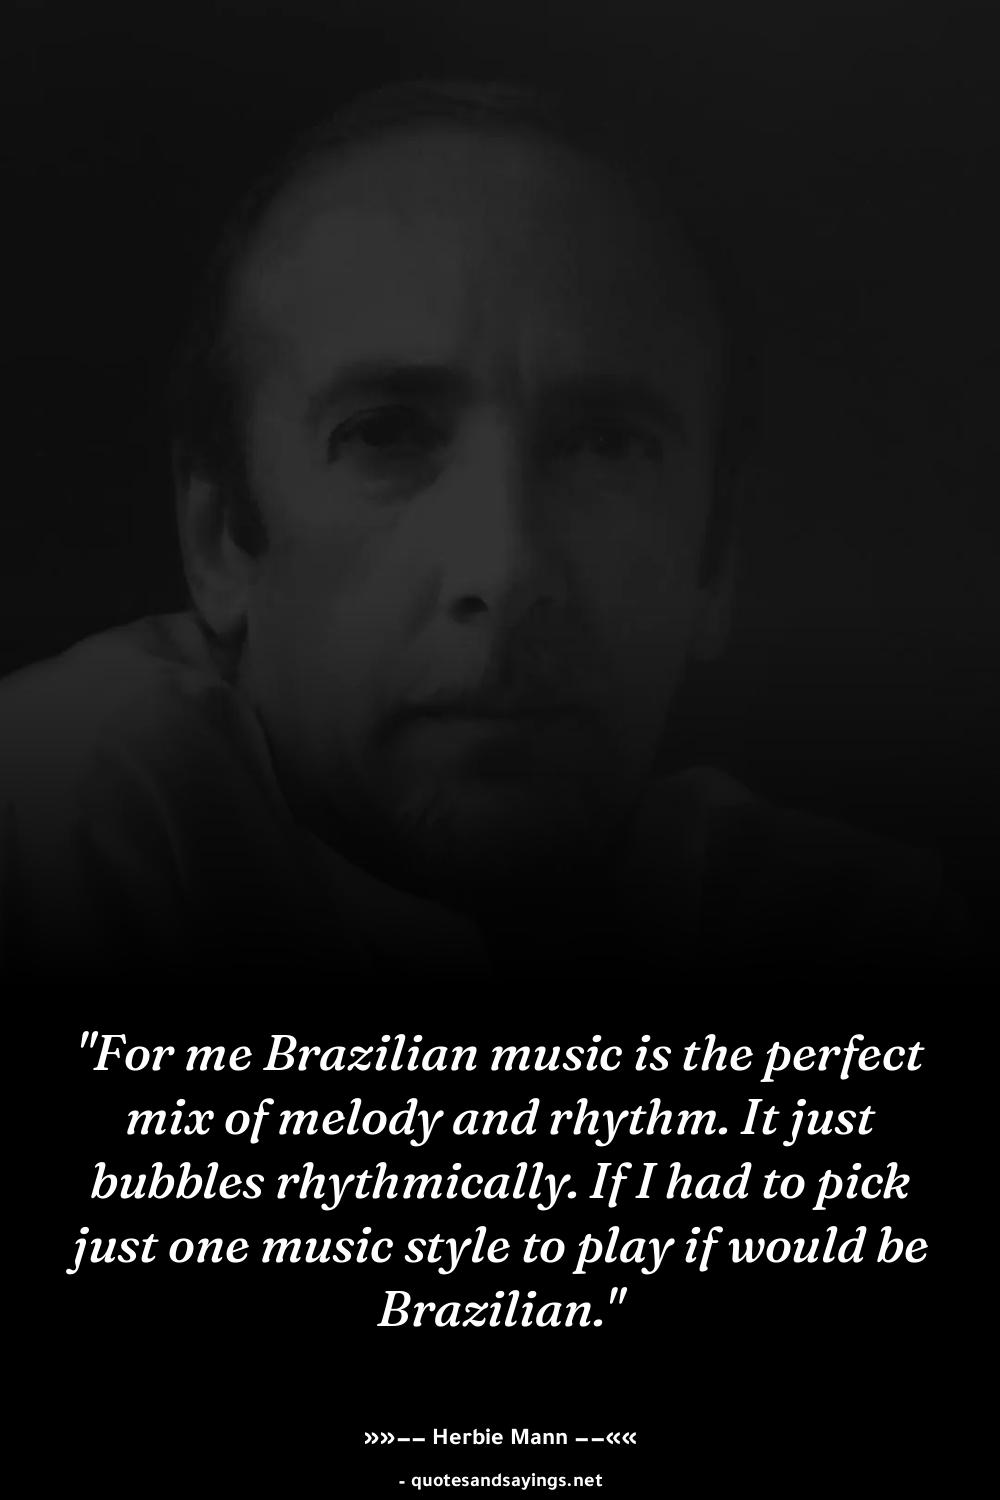 "For me Brazilian music is the perfect
mix of melody and rhythm. It just
bubbles rhythmically. If I had to pick
just one music style to play if would be
Brazilian."
»»−− Herbie Mann −−««
- quotesandsayings.net